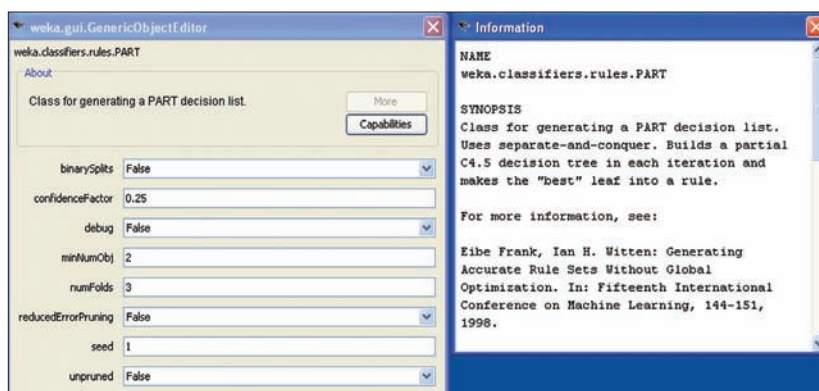 weka.gui.GenericObjectEditor
weka.classifiers.rules.PART
About
Class for generating a PART decision list.
More
Capabilities
binarySplits False
confidenceFactor 0.25
debug False
minNumObj 2
numFolds 3
reducedErrorPruning False
seed 1
unpruned False
Information
NAME
weka.classifiers.rules.PART
SYNOPSIS
Class for generating a PART decision list.
Uses separate-and-conquer. Builds a partial
C4.5 decision tree in each iteration and
makes the "best" leaf into a rule.
For more information, see:
Eibe Frank, Ian H. Witten: Generating
Accurate Rule Sets Without Global
Optimization. In: Fifteenth International
Conference on Machine Learning, 144-151,
1998.